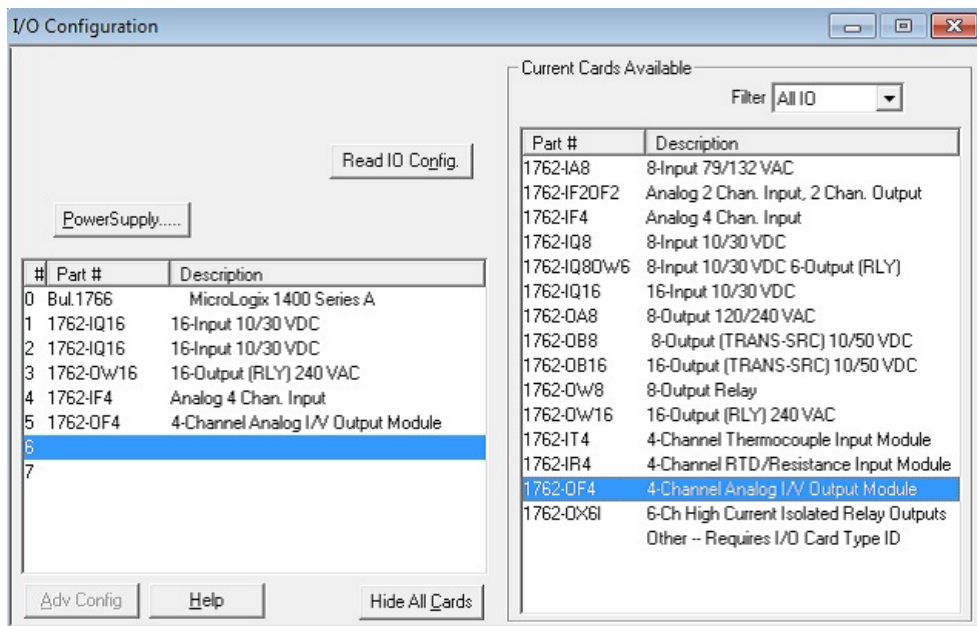 I/O Configuration
Read IO Config.
PowerSupply.....
# Part # Description
0 Bul.1766 MicroLogix 1400 Series A
1 1762-IQ16 16-Input 10/30 VDC
2 1762-IQ16 16-Input 10/30 VDC
3 1762-OW16 16-Output (RLY) 240 VAC
4 1762-IF4 Analog 4 Chan. Input
5 1762-OF4 4-Channel Analog I/V Output Module
6
7
Adv Config Help Hide All Cards
Current Cards Available
Filter All IO
Part # Description
1762-IA8 8-Input 79/132 VAC
1762-IF2OF2 Analog 2 Chan. Input, 2 Chan. Output
1762-IF4 Analog 4 Chan. Input
1762-IQ8 8-Input 10/30 VDC
1762-IQ8OW6 8-Input 10/30 VDC 6-Output (RLY)
1762-IQ16 16-Input 10/30 VDC
1762-OA8 8-Output 120/240 VAC
1762-OB8 8-Output (TRANS-SRC) 10/50 VDC
1762-OB16 16-Output (TRANS-SRC) 10/50 VDC
1762-OW8 8-Output Relay
1762-OW16 16-Output (RLY) 240 VAC
1762-IT4 4-Channel Thermocouple Input Module
1762-IR4 4-Channel RTD/Resistance Input Module
1762-OF4 4-Channel Analog I/V Output Module
1762-OX6I 6-Ch High Current Isolated Relay Outputs
Other -- Requires I/O Card Type ID